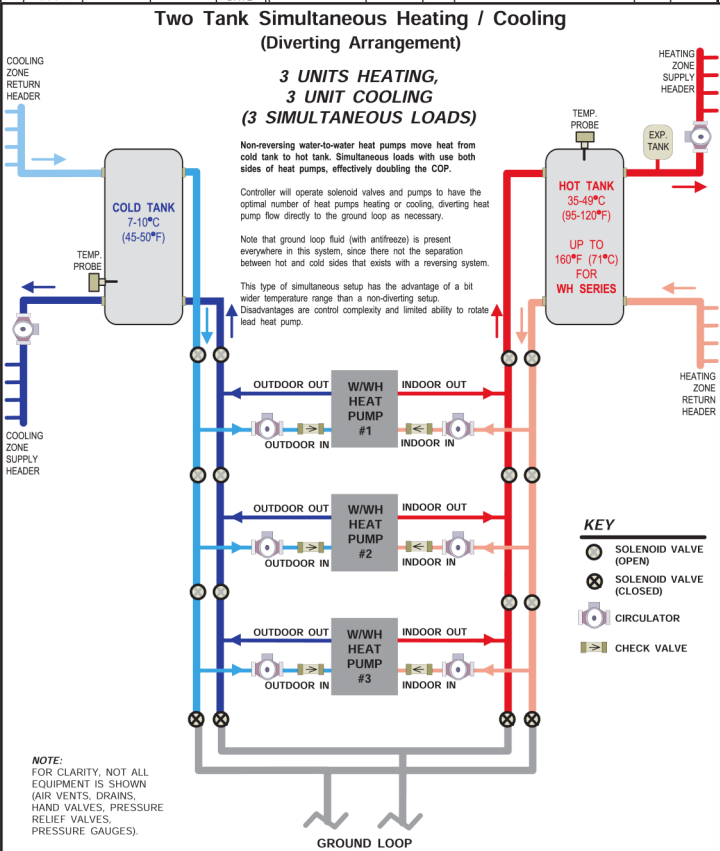 Two Tank Simultaneous Heating / Cooling
(Diverting Arrangement)
3 UNITS HEATING,
3 UNIT COOLING
(3 SIMULTANEOUS LOADS)
Non-reversing water-to-water heat pumps move heat from
cold tank to hot tank. Simultaneous loads with use both
sides of heat pumps, effectively doubling the COP.
Controller will operate solenoid valves and pumps to have the
optimal number of heat pumps heating or cooling, diverting heat
pump flow directly to the ground loop as necessary.
Note that ground loop fluid (with antifreeze) is present
everywhere in this system, since there not the separation
between hot and cold sides that exists with a reversing system.
This type of simultaneous setup has the advantage of a bit
wider temperature range than a non-diverting setup.
Disadvantages are control complexity and limited ability to rotate
lead heat pump.
COOLING
ZONE
RETURN
HEADER
COLD TANK
7-10°C
(45-50°F)
TEMP.
PROBE
COOLING
ZONE
SUPPLY
HEADER
HEATING
ZONE
SUPPLY
HEADER
TEMP.
PROBE
EXP.
TANK
HOT TANK
35-49°C
(95-120°F)
UP TO
160°F (71°C)
FOR
WH SERIES
HEATING
ZONE
RETURN
HEADER
OUTDOOR OUT
W/WH
HEAT
PUMP
#1
INDOOR OUT
OUTDOOR IN
INDOOR IN
OUTDOOR OUT
W/WH
HEAT
PUMP
#2
INDOOR OUT
OUTDOOR IN
INDOOR IN
OUTDOOR OUT
W/WH
HEAT
PUMP
#3
INDOOR OUT
OUTDOOR IN
INDOOR IN
KEY
SOLENOID VALVE
(OPEN)
SOLENOID VALVE
(CLOSED)
CIRCULATOR
CHECK VALVE
NOTE:
FOR CLARITY, NOT ALL
EQUIPMENT IS SHOWN
(AIR VENTS, DRAINS,
HAND VALVES, PRESSURE
RELIEF VALVES,
PRESSURE GAUGES).
GROUND LOOP